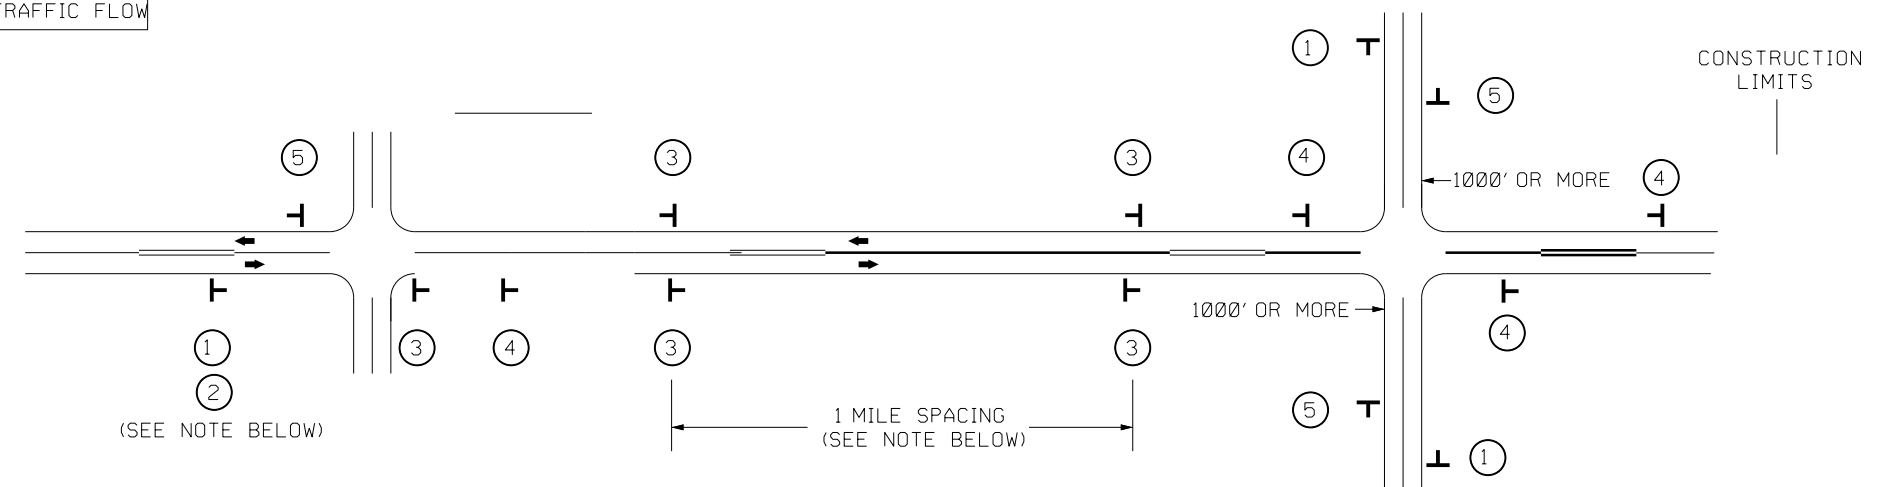 TRAFFIC FLOW
1
CONSTRUCTION
LIMITS
5
5
3
3
4
1000' OR MORE
4
1000' OR MORE
1
3
4
3
3
4
2
(SEE NOTE BELOW)
1 MILE SPACING
(SEE NOTE BELOW)
5
1